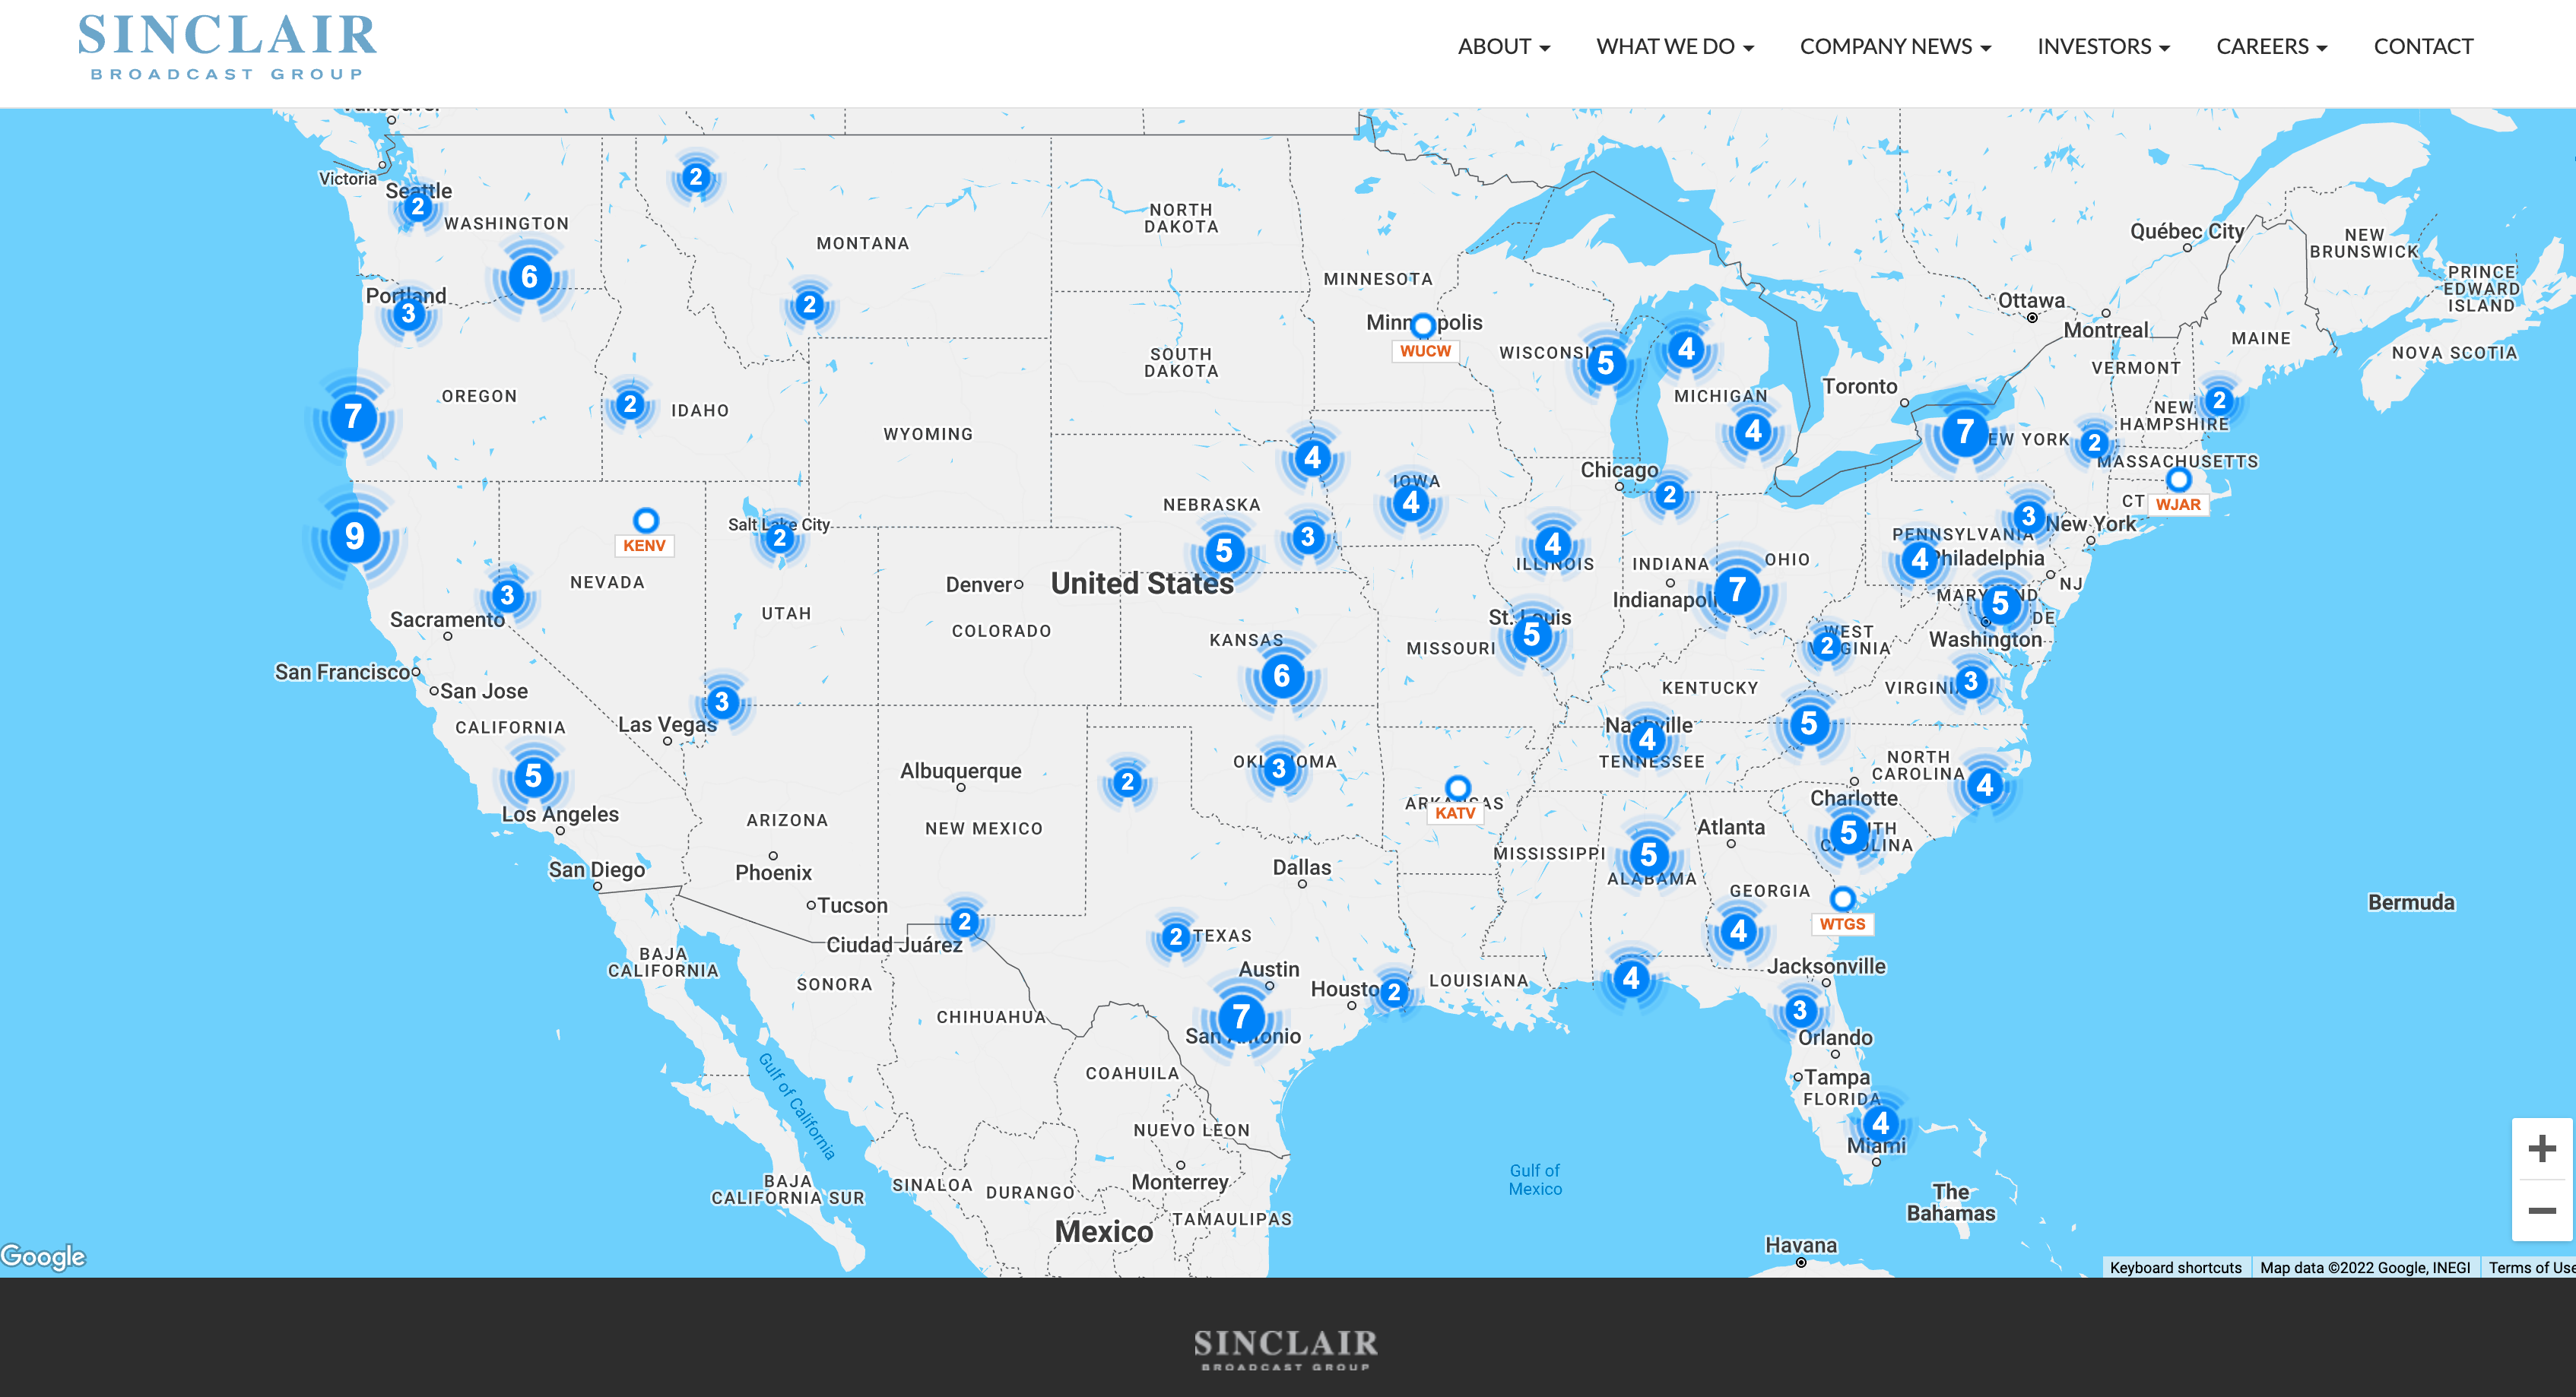 SINCLAIR
BROADCAST GROUP
ABOUT
WHAT WE DO
COMPANY NEWS
INVESTORS
CAREERS
CONTACT
Victoria
Seattle
2
WASHINGTON
2
6
MONTANA
NORTH
DAKOTA
MINNESOTA
Québec City
NEW
BRUNSWICK
PRINCE
EDWARD
ISLAND
Portland
3
2
SOUTH
DAKOTA
WUCW
5
4
Ottawa
Montreal
MAINE
NOVA SCOTIA
VERMONT
7
OREGON
2
IDAHO
WYOMING
MICHIGAN
4
Toronto
7
2
NEW
HAMPSHIRE
2
MASSACHUSETTS
CT
WJAR
4
IOWA
4
Chicago
2
9
KENV
Salt Lake City
2
NEBRASKA
5
3
4
ILLINOIS
INDIANA
Indianapoli
OHIO
7
PENNSYLVANIA
3
New York
4
Philadelphia
NJ
5
DE
Washington
NEVADA
3
Sacramento
UTAH
Denver
COLORADO
United States
KANSAS
6
MISSOURI
St. Louis
5
WEST
VIRGINIA
2
VIRGINIA
3
KENTUCKY
San Francisco
San Jose
CALIFORNIA
Las Vegas
3
5
Los Angeles
San Diego
ARIZONA
Phoenix
Tucson
Albuquerque
NEW MEXICO
2
OKLAHOMA
3
ARKANSAS
KATV
Nashville
4
TENNESSEE
5
NORTH
CAROLINA
4
Charlotte
5
CAROLINA
Atlanta
MISSISSIPPI
5
ALABAMA
GEORGIA
WTGS
4
Dallas
2
Ciudad Juárez
2
TEXAS
Austin
7
San Antonio
2
LOUISIANA
4
Jacksonville
3
Orlando
Tampa
FLORIDA
4
Miami
Bermuda
BAJA
CALIFORNIA
SONORA
CHIHUAHUA
COAHUILA
Gulf of California
NUEVO LEON
Monterrey
BAJA
CALIFORNIA SUR
SINALOA
DURANGO
TAMAULIPAS
Mexico
Gulf of
Mexico
The
Bahamas
Havana
Google
Keyboard shortcuts
Map data ©2022 Google, INEGI
Terms of Use
SINCLAIR
BROADCAST GROUP